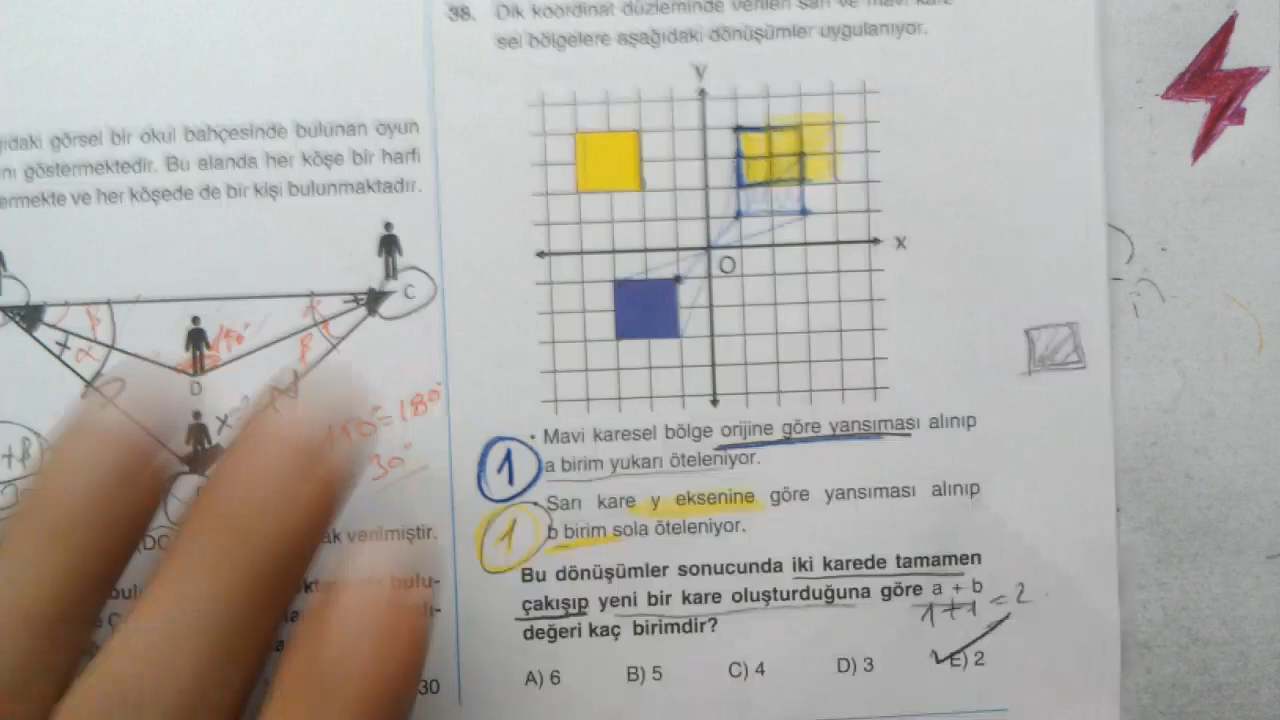 38. Dik koordinat düzleminde verilen sarı ve mavi kare
sel bölgelere aşağıdaki dönüşümler uygulanıyor.
y
x
O
• Mavi karesel bölge orijine göre yansıması alınıp
a birim yukarı öteleniyor.
1
Sarı kare y eksenine göre yansıması alınıp
b birim sola öteleniyor.
1
Bu dönüşümler sonucunda iki karede tamamen
çakışıp yeni bir kare oluşturduğuna göre a + b
değeri kaç birimdir?
1+1=2
A) 6 B) 5 C) 4 D) 3 E) 2
ıdaki görsel bir okul bahçesinde bulunan oyun
nı göstermektedir. Bu alanda her köşe bir harfi
ermekte ve her köşede de bir kişi bulunmaktadır.
C
D
α
β
=180°
30°
ak verilmiştir.
30